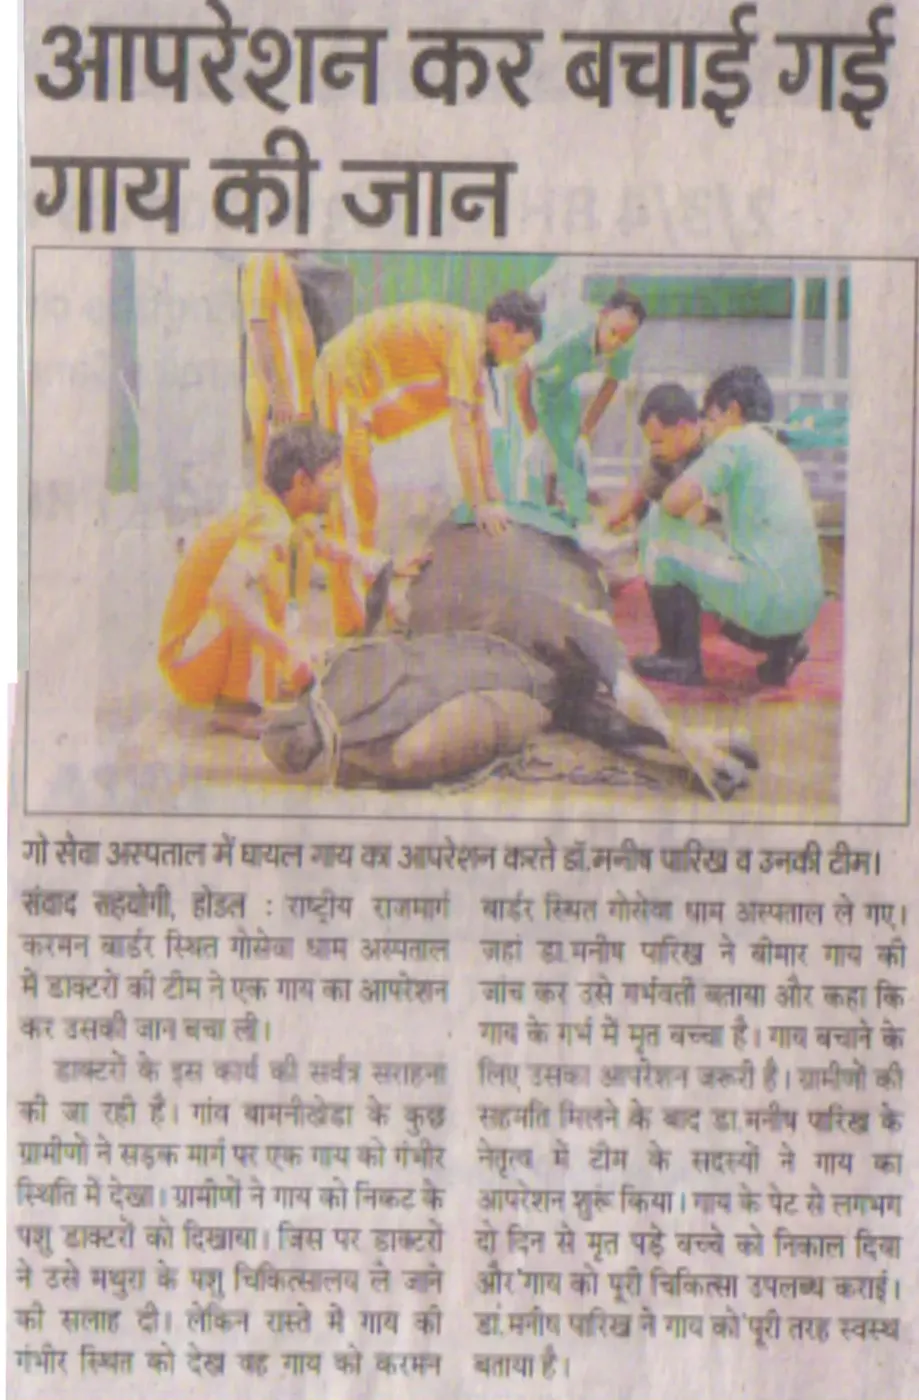 आपरेशन कर बचाई गई
गाय की जान
गो सेवा अस्पताल में घायल गाय का आपरेशन करते डॉ.मनीष पारिख व उनकी टीम।
संवाद सहयोगी, होडल : राष्ट्रीय राजमार्ग
करमन बार्डर स्थित गोसेवा धाम अस्पताल
में डाक्टरों की टीम ने एक गाय का आपरेशन
कर उसकी जान बचा ली।
डाक्टरों के इस कार्य की सर्वत्र सराहना
की जा रही है। गांव बामनीखेडा के कुछ
ग्रामीणों ने सड़क मार्ग पर एक गाय को गंभीर
स्थिति में देखा। ग्रामीणों ने गाय को निकट के
पशु डाक्टरों को दिखाया। जिस पर डाक्टरों
ने उसे मथुरा के पशु चिकित्सालय ले जाने
की सलाह दी। लेकिन रास्ते में गाय की
गंभीर स्थित को देख वह गाय को करमन
बार्डर स्थित गोसेवा धाम अस्पताल ले गए।
जहां डा.मनीष पारिख ने बीमार गाय की
जांच कर उसे गर्भवती बताया और कहा कि
गाय के गर्भ में मृत बच्चा है। गाय बचाने के
लिए उसका आपरेशन जरूरी है। ग्रामीणों की
सहमति मिलने के बाद डा.मनीष पारिख के
नेतृत्व में टीम के सदस्यों ने गाय का
आपरेशन शुरू किया। गाय के पेट से लगभग
दो दिन से मृत पड़े बच्चे को निकाल दिया
और गाय को पूरी चिकित्सा उपलब्ध कराई।
डां.मनीष पारिख ने गाय को पूरी तरह स्वस्थ
बताया है।